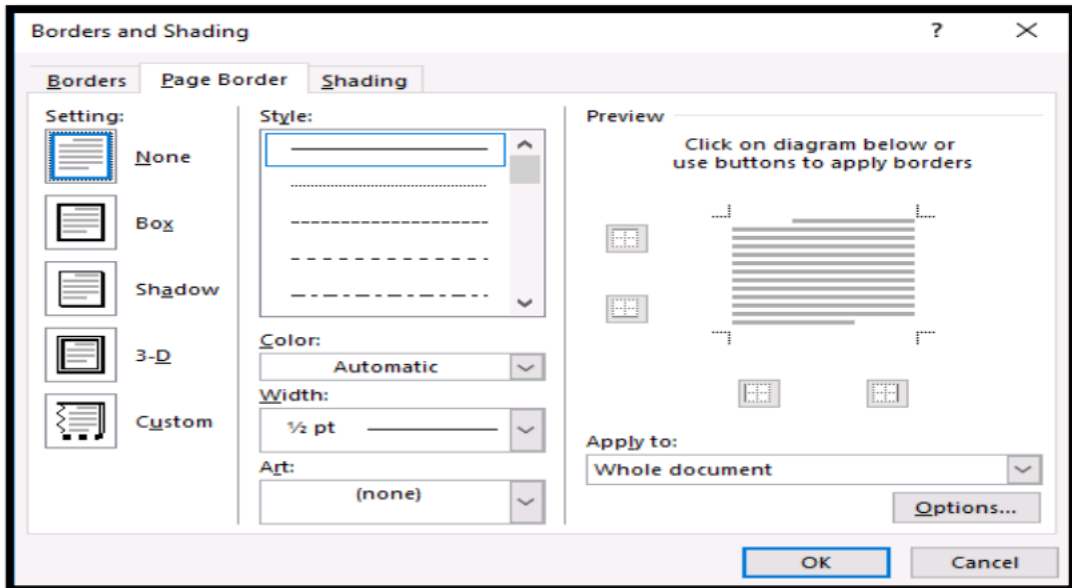 Borders and Shading
?
Borders Page Border Shading
Setting:
None
Box
Shadow
3-D
Custom
Style:
Color:
Automatic
Width:
½ pt
Art:
(none)
Preview
Click on diagram below or
use buttons to apply borders
Apply to:
Whole document
Options...
OK Cancel